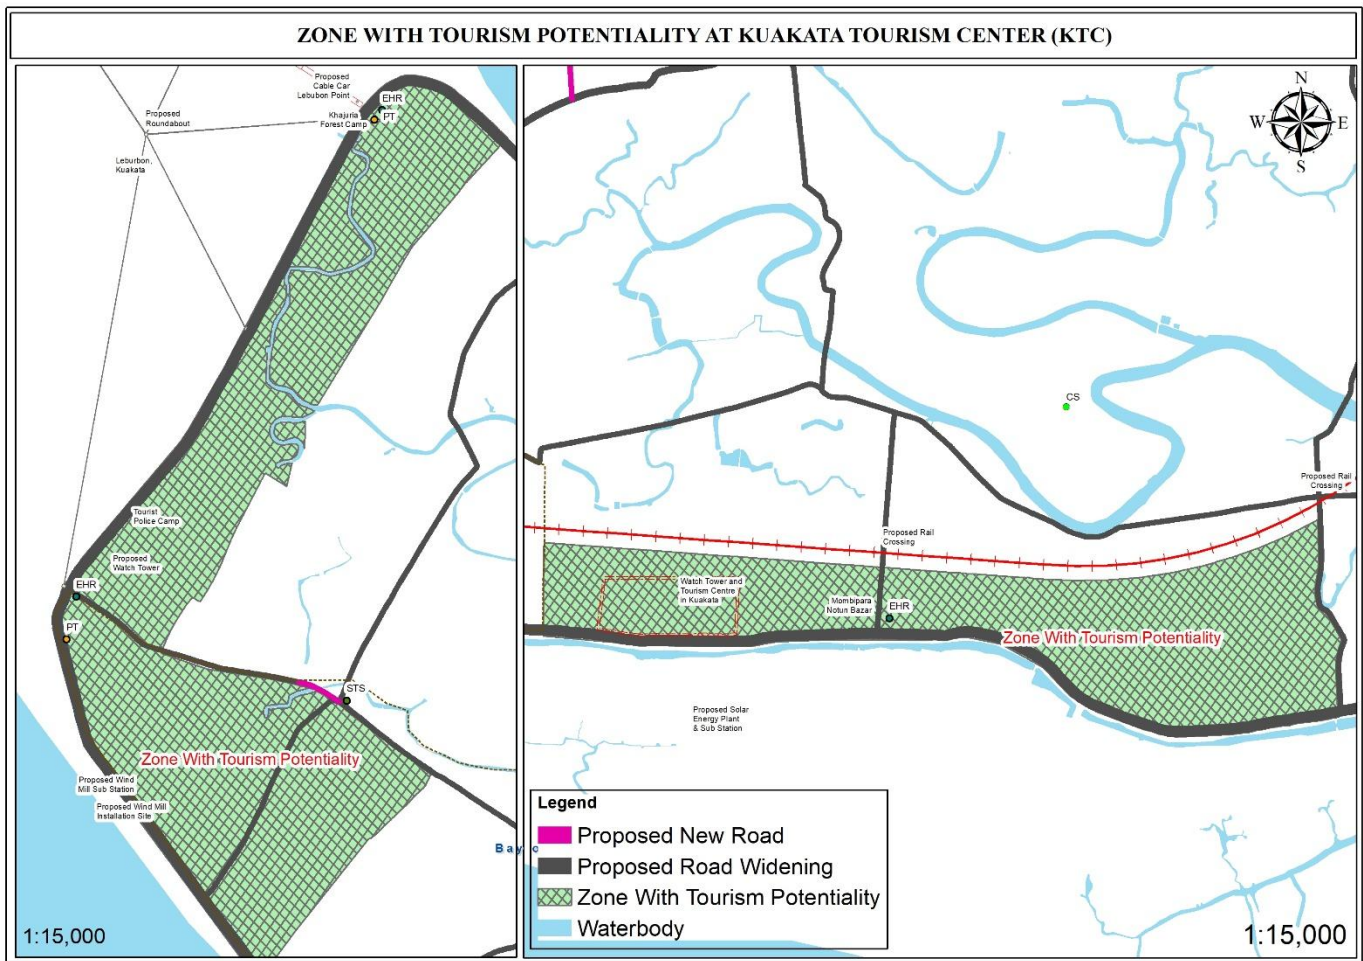 ZONE WITH TOURISM POTENTIALITY AT KUAKATA TOURISM CENTER (KTC)
Proposed
Cable Car
Lebubon Point
EHR
PT
Khajuria
Forest Camp
Proposed
Roundabout
Leburbon,
Kuakata
Tourist
Police Camp
Proposed
Watch Tower
EHR
PT
STS
Zone With Tourism Potentiality
Proposed Wind
Mill Sub Station
Proposed Wind Mill
Installation Site
Bay
1:15,000
N
W
E
S
CS
Proposed Rail
Crossing
Proposed Rail
Crossing
Watch Tower and
Tourism Centre
in Kuakata
Mombipara
Notun Bazar
EHR
Zone With Tourism Potentiality
Proposed Solar
Energy Plant
& Sub Station
Legend
Proposed New Road
Proposed Road Widening
Zone With Tourism Potentiality
Waterbody
1:15,000